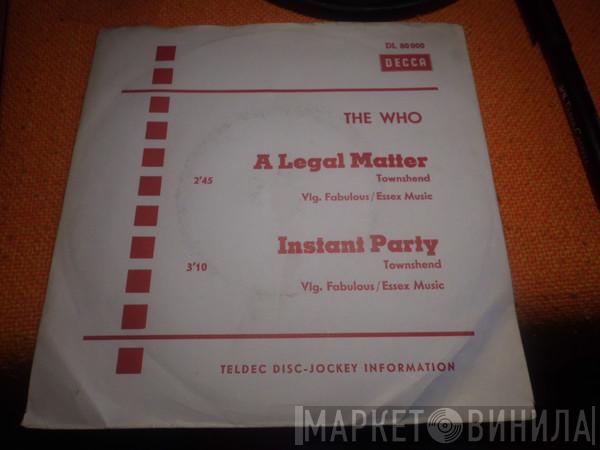 DL 80 000
DECCA
THE WHO
A Legal Matter
2'45
Townshend
Vlg. Fabulous / Essex Music
Instant Party
3'10
Townshend
Vlg. Fabulous / Essex Music
TELDEC DISC-JOCKEY INFORMATION
МАРКЕТ ВИНИЛА